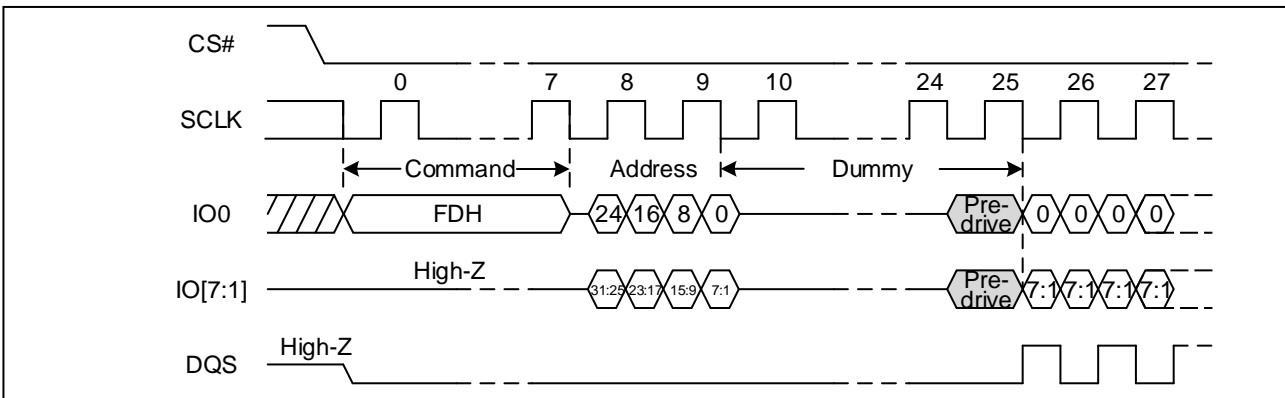 CS#
0 7 8 9 10 24 25 26 27
SCLK
Command Address Dummy
IO0 FDH 24 16 8 0 Pre-drive 0 0 0 0
High-Z
IO[7:1] 31:25 23:17 15:9 7:1 Pre-drive 7:1 7:1 7:1 7:1
High-Z
DQS